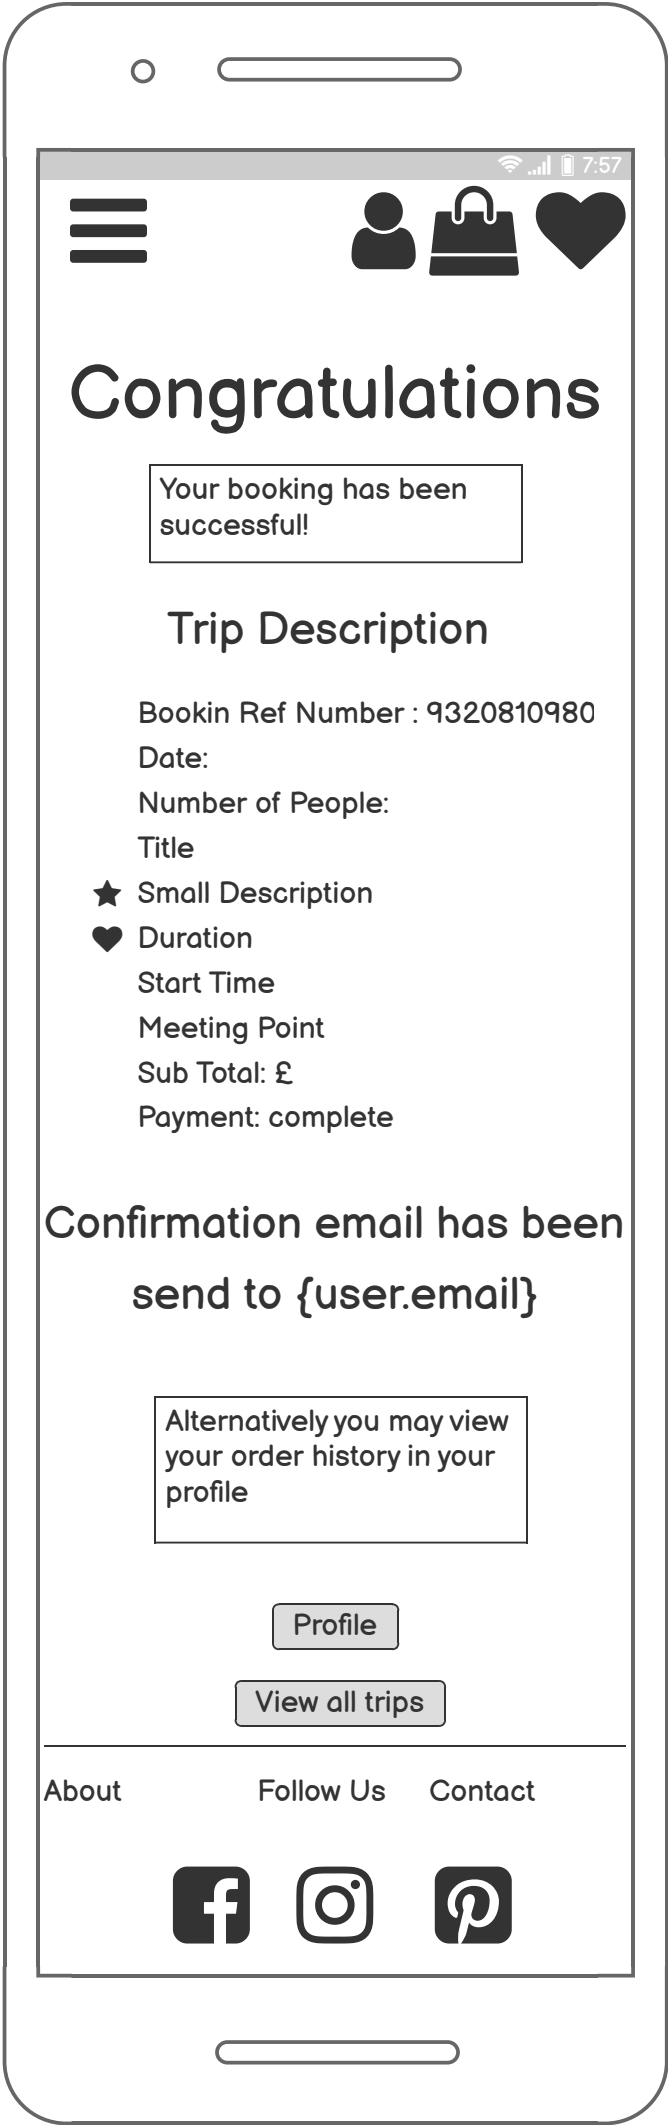 7:57
Congratulations
Your booking has been
successful!
Trip Description
Bookin Ref Number : 9320810980
Date:
Number of People:
Title
Small Description
Duration
Start Time
Meeting Point
Sub Total: £
Payment: complete
Confirmation email has been
send to {user.email}
Alternatively you may view
your order history in your
profile
Profile
View all trips
About Follow Us Contact